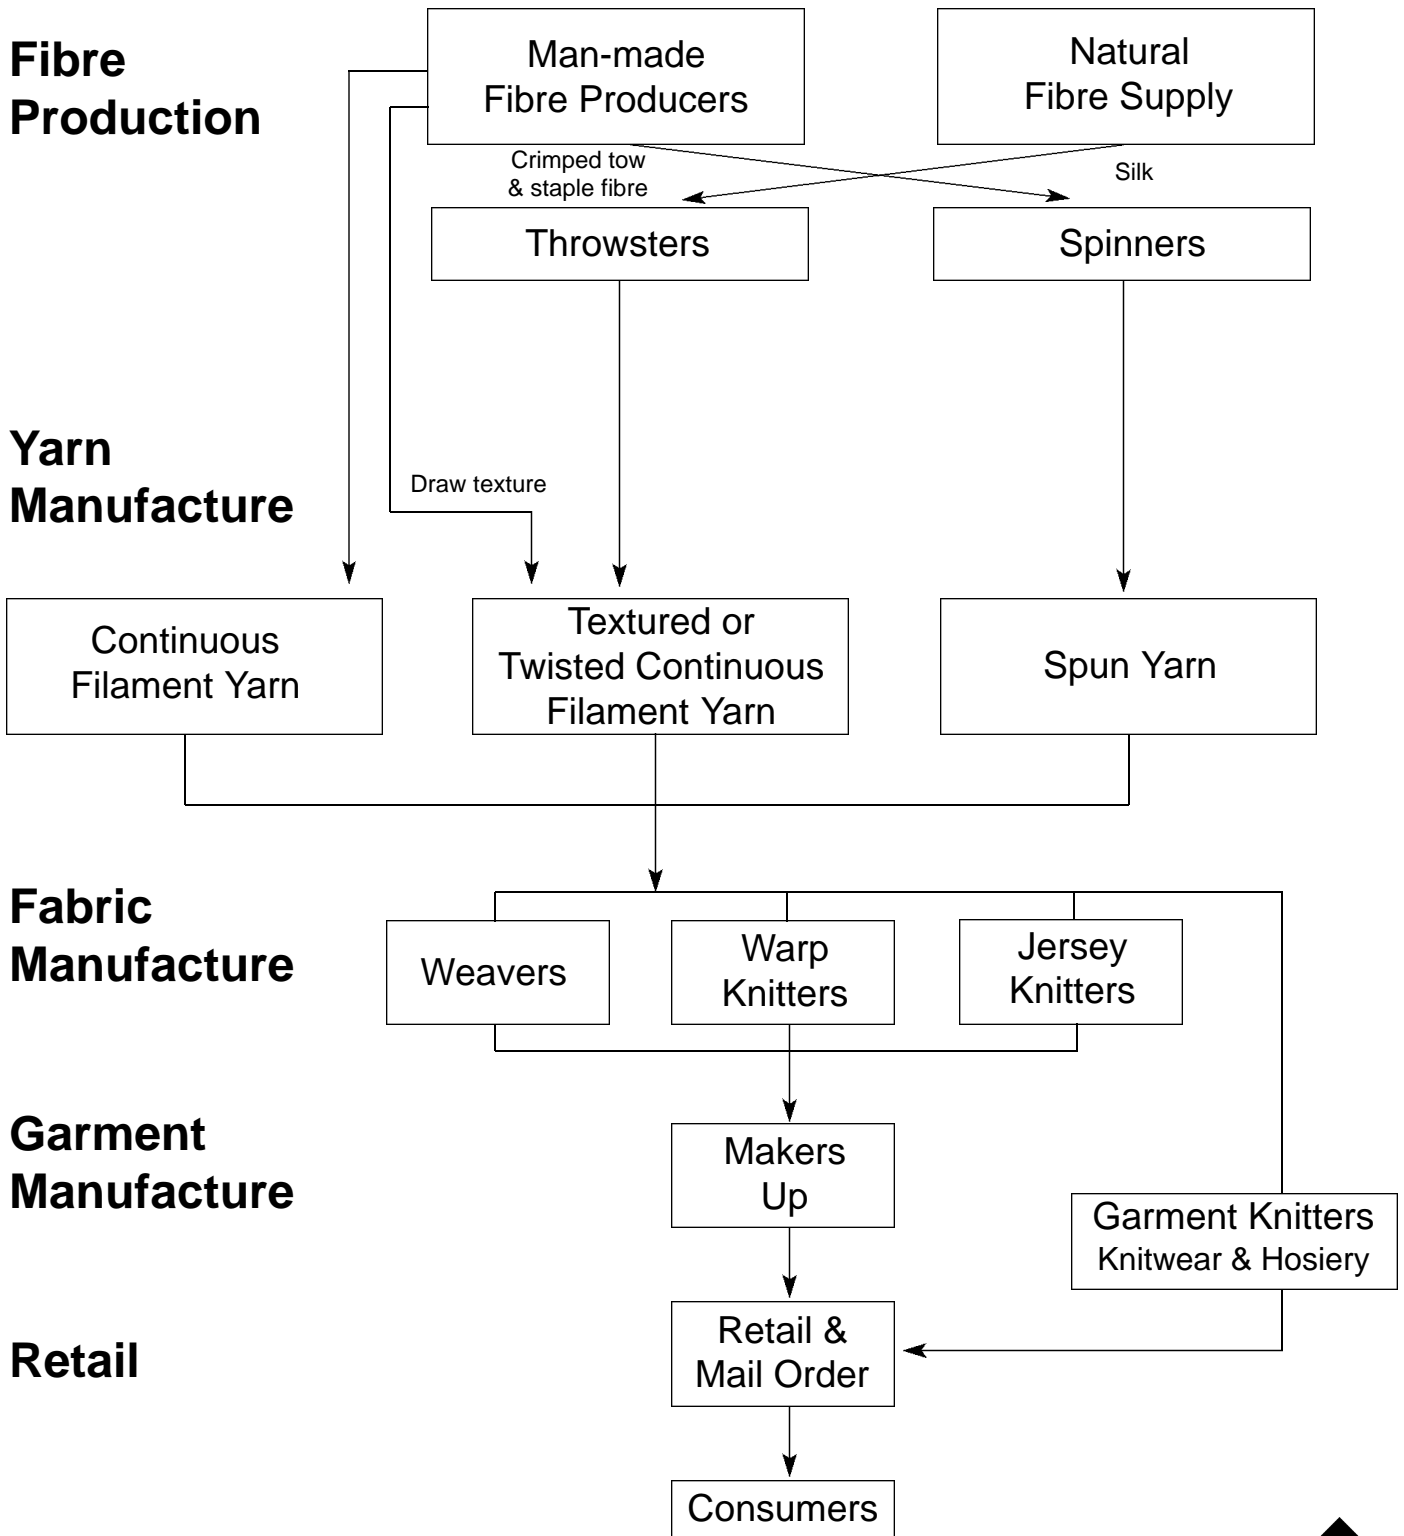 Fibre
Production
Man-made
Fibre Producers
Natural
Fibre Supply
Crimped tow
& staple fibre
Silk
Throwsters
Spinners
Yarn
Manufacture
Draw texture
Continuous
Filament Yarn
Textured or
Twisted Continuous
Filament Yarn
Spun Yarn
Fabric
Manufacture
Weavers
Warp
Knitters
Jersey
Knitters
Garment
Manufacture
Makers
Up
Garment Knitters
Knitwear & Hosiery
Retail
Retail &
Mail Order
Consumers